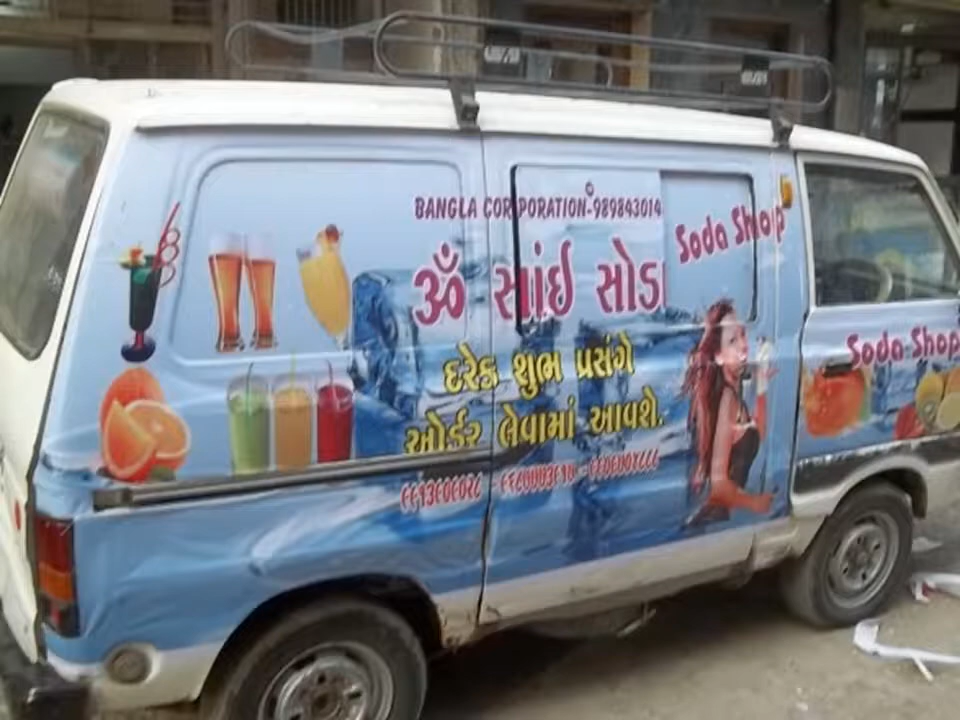 BANGLA CORPORATION-989843014
Soda Shop
ॐ સાંઈ સોડા
દરેક શુભ પ્રસંગે
ઓર્ડર લેવામાં આવશે.
Soda Shop